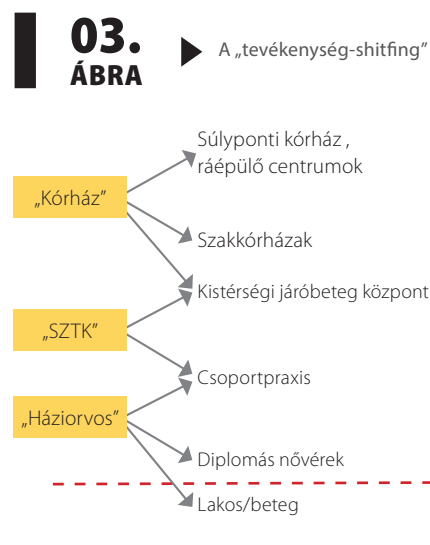 03.
ÁBRA
A „tevékenység-shitfing”
Súlyponti kórház ,
ráépülő centrumok
„Kórház”
Szakkórházak
Kistérségi járóbeteg központ
„SZTK”
Csoportpraxis
„Háziorvos”
Diplomás nővérek
Lakos/beteg